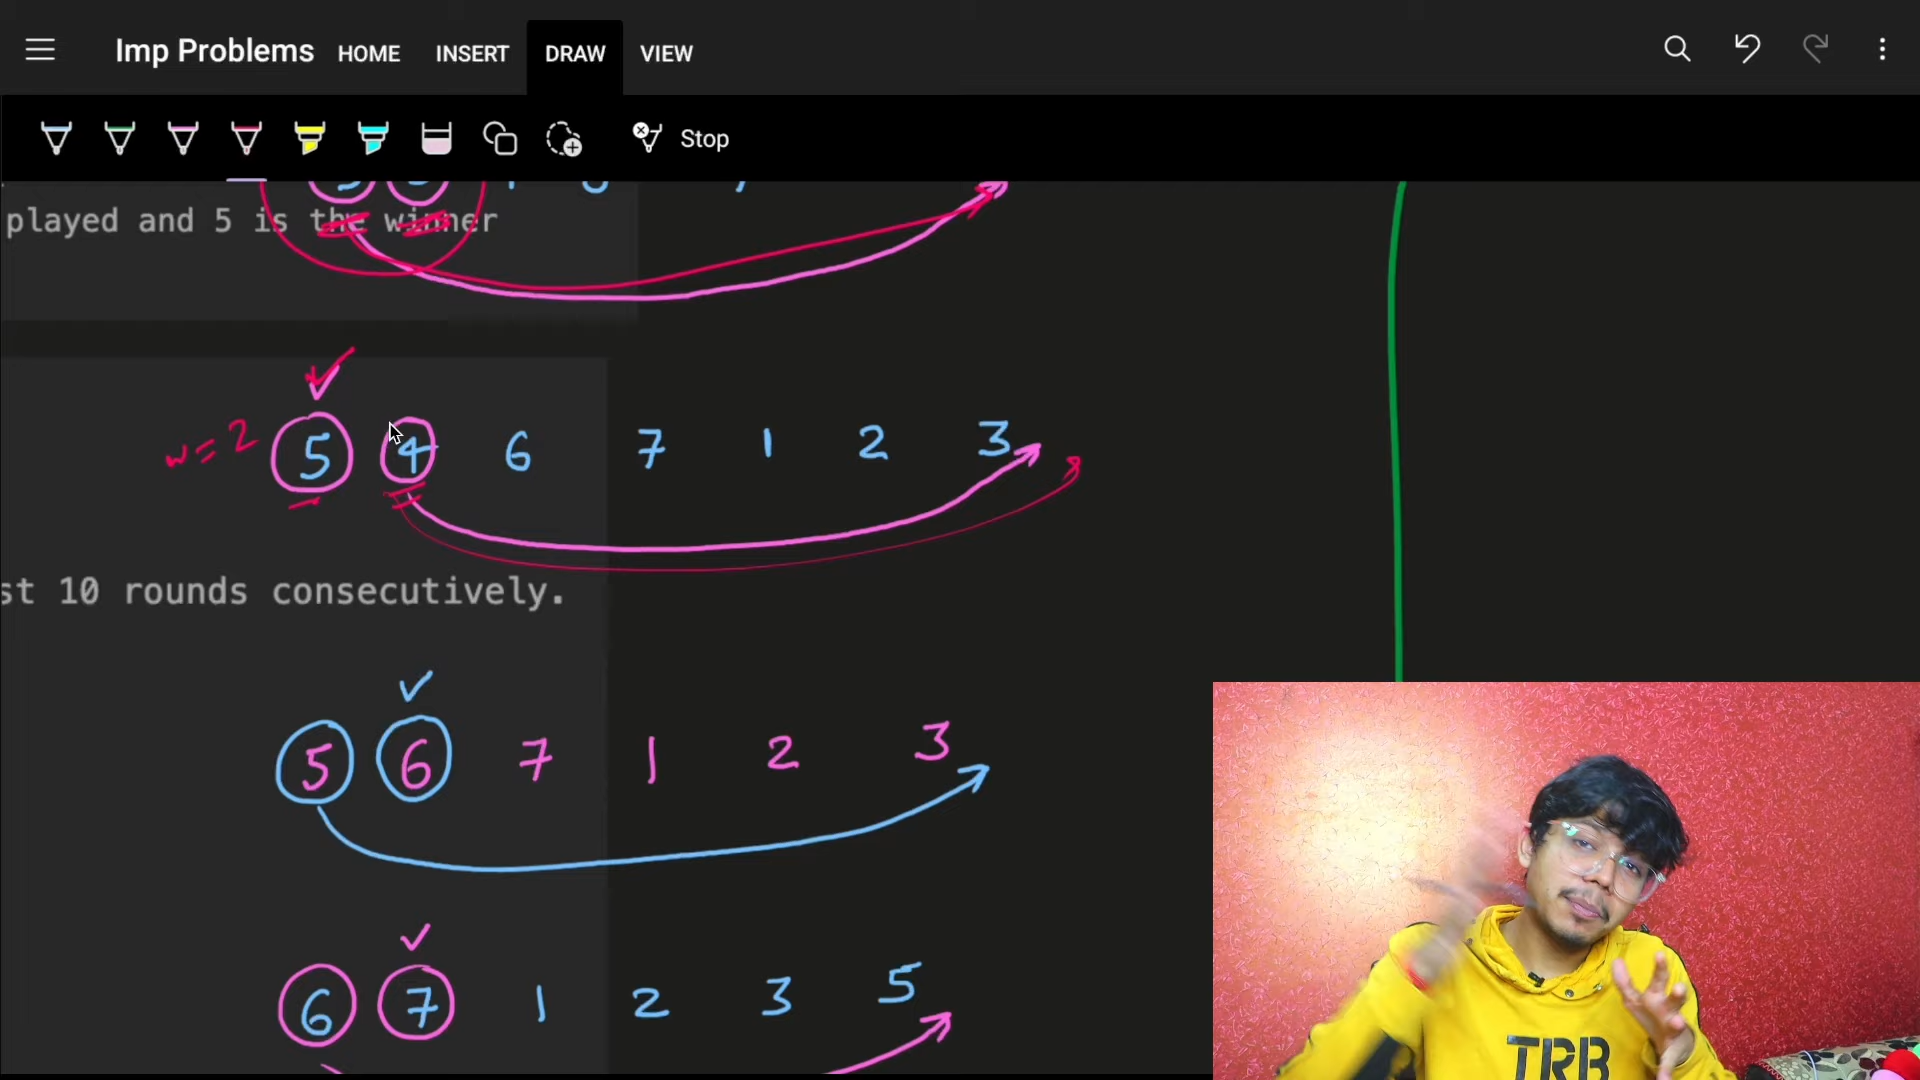 Imp Problems HOME INSERT DRAW VIEW
Stop
played and 5 is the winner
w=2 5 4 6 7 1 2 3
st 10 rounds consecutively.
5 6 7 1 2 3
6 7 1 2 3 5
TRB